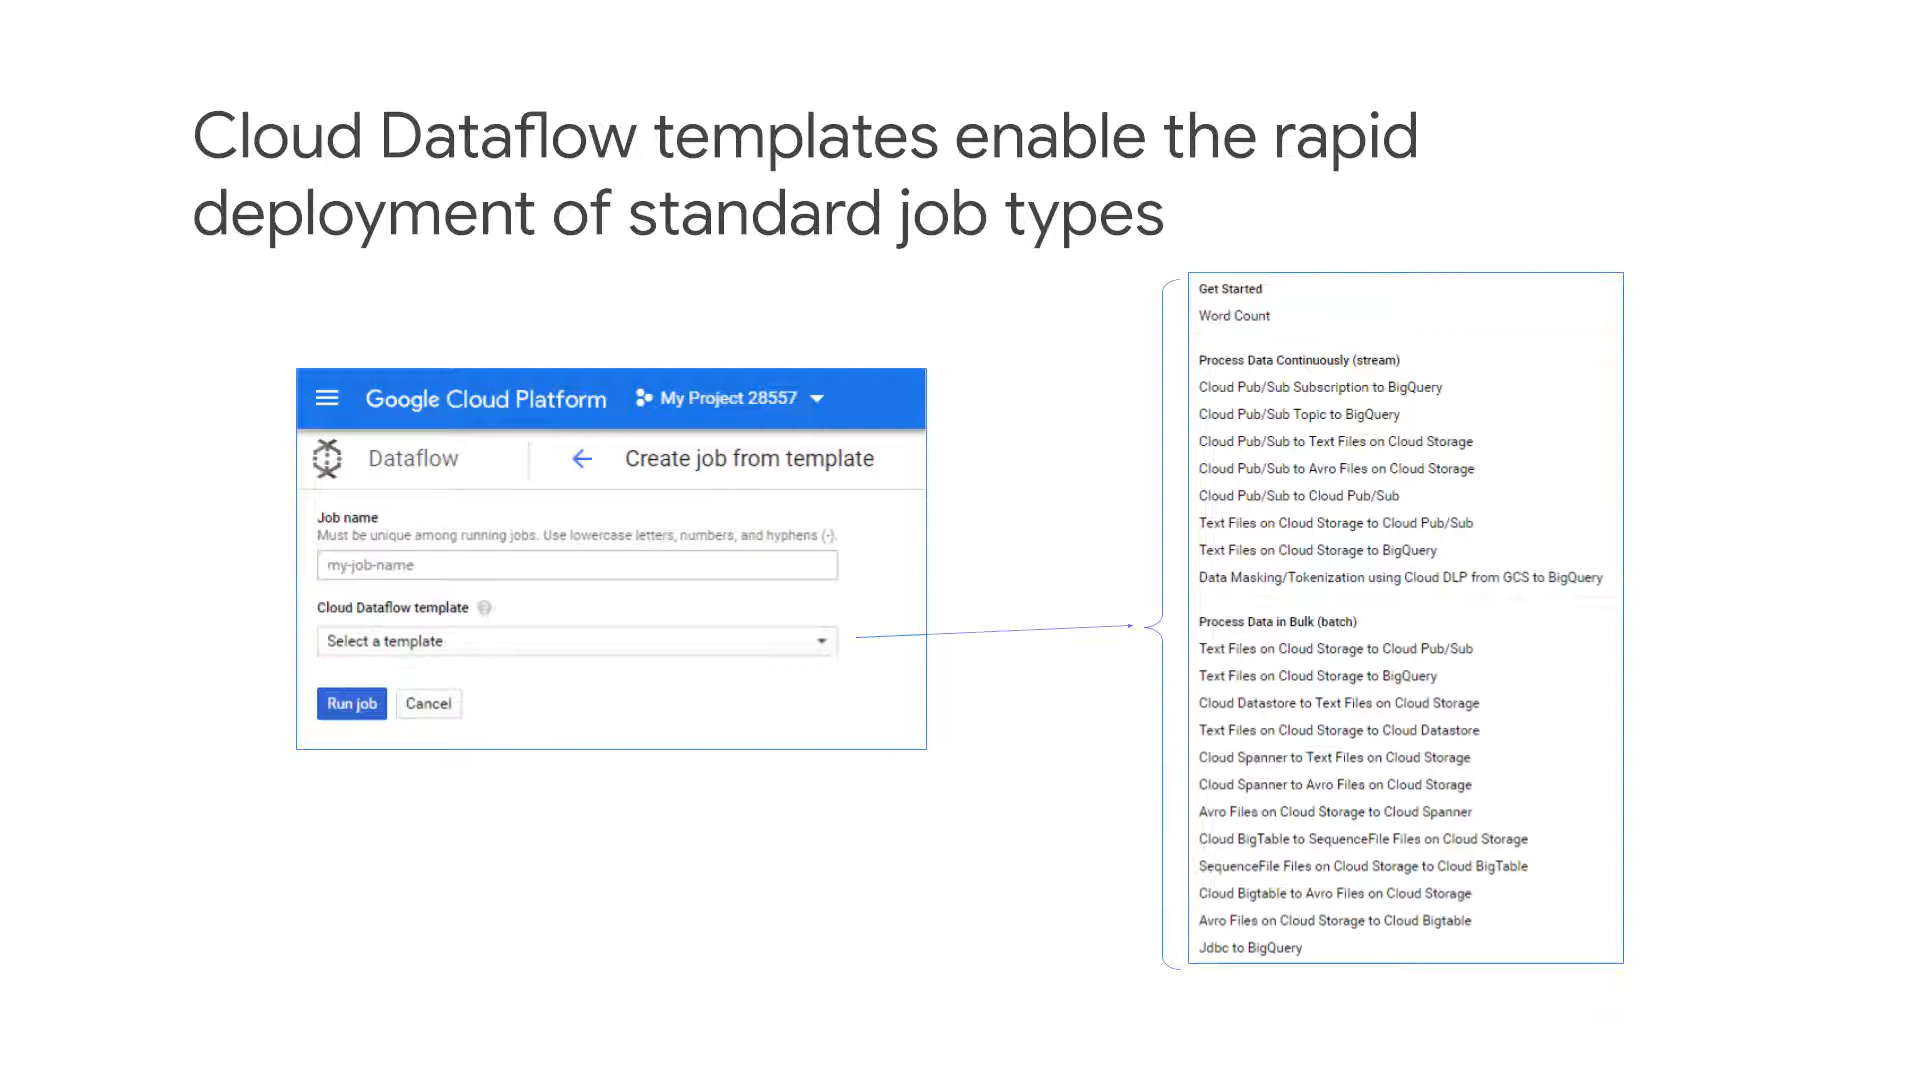 Cloud Dataflow templates enable the rapid
deployment of standard job types
Google Cloud Platform
My Project 28557
Dataflow
Create job from template
Job name
Must be unique among running jobs. Use lowercase letters, numbers, and hyphens (-).
my-job-name
Cloud Dataflow template
Select a template
Run job
Cancel
Get Started
Word Count
Process Data Continuously (stream)
Cloud Pub/Sub Subscription to BigQuery
Cloud Pub/Sub Topic to BigQuery
Cloud Pub/Sub to Text Files on Cloud Storage
Cloud Pub/Sub to Avro Files on Cloud Storage
Cloud Pub/Sub to Cloud Pub/Sub
Text Files on Cloud Storage to Cloud Pub/Sub
Text Files on Cloud Storage to BigQuery
Data Masking/Tokenization using Cloud DLP from GCS to BigQuery
Process Data in Bulk (batch)
Text Files on Cloud Storage to Cloud Pub/Sub
Text Files on Cloud Storage to BigQuery
Cloud Datastore to Text Files on Cloud Storage
Text Files on Cloud Storage to Cloud Datastore
Cloud Spanner to Text Files on Cloud Storage
Cloud Spanner to Avro Files on Cloud Storage
Avro Files on Cloud Storage to Cloud Spanner
Cloud BigTable to SequenceFile Files on Cloud Storage
SequenceFile Files on Cloud Storage to Cloud BigTable
Cloud Bigtable to Avro Files on Cloud Storage
Avro Files on Cloud Storage to Cloud Bigtable
Jdbc to BigQuery